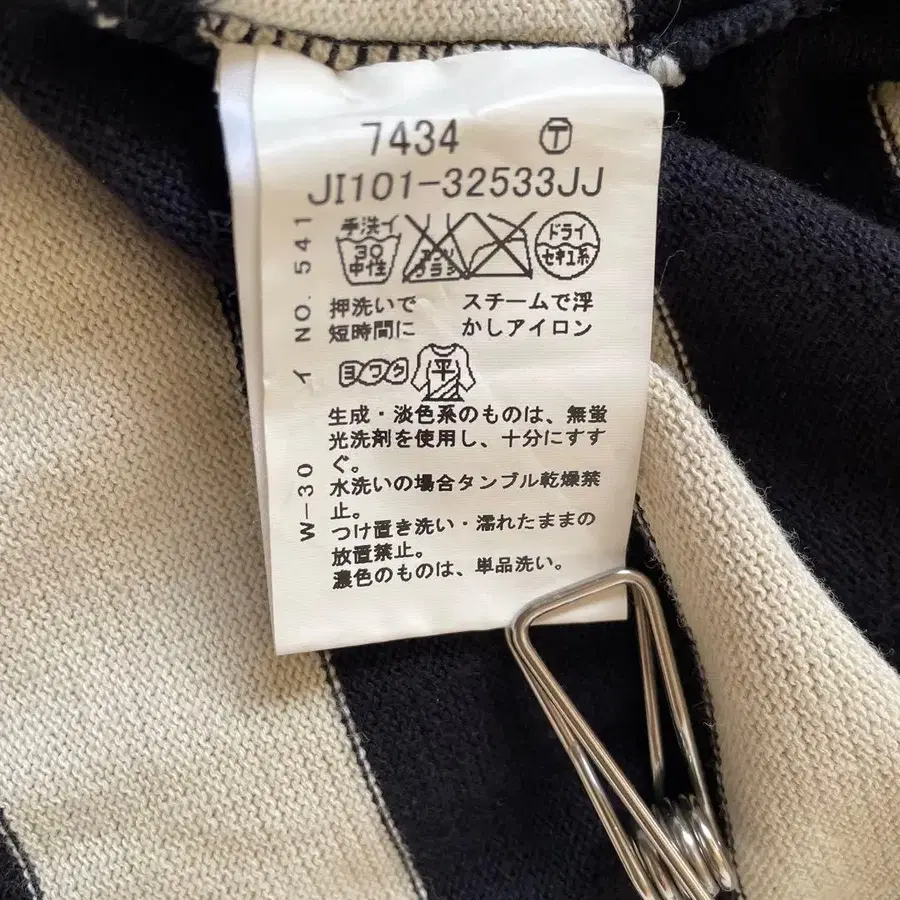 7434 Ⓣ
JI101-32533JJ
手洗イ
30
中性
エンソ
サラシ
ドライ
セキユ系
押洗いで
短時間に
スチームで浮
かしアイロン
ヨワク
平
生成・淡色系のものは、無蛍
光洗剤を使用し、十分にすす
ぐ。
水洗いの場合タンブル乾燥禁
止。
つけ置き洗い・濡れたままの
放置禁止。
濃色のものは、単品洗い。
W-30 イ NO. 541